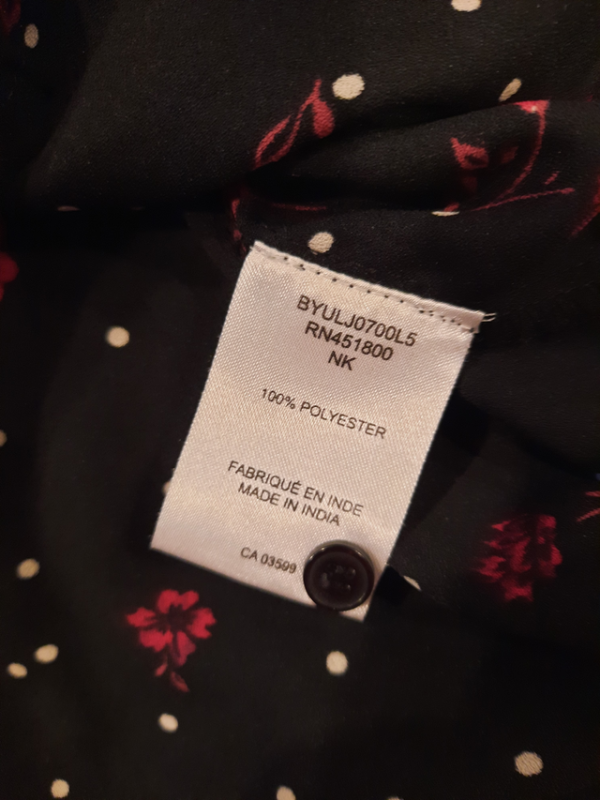 BYULJ0700L5
RN451800
NK
100% POLYESTER
FABRIQUÉ EN INDE
MADE IN INDIA
CA 03599